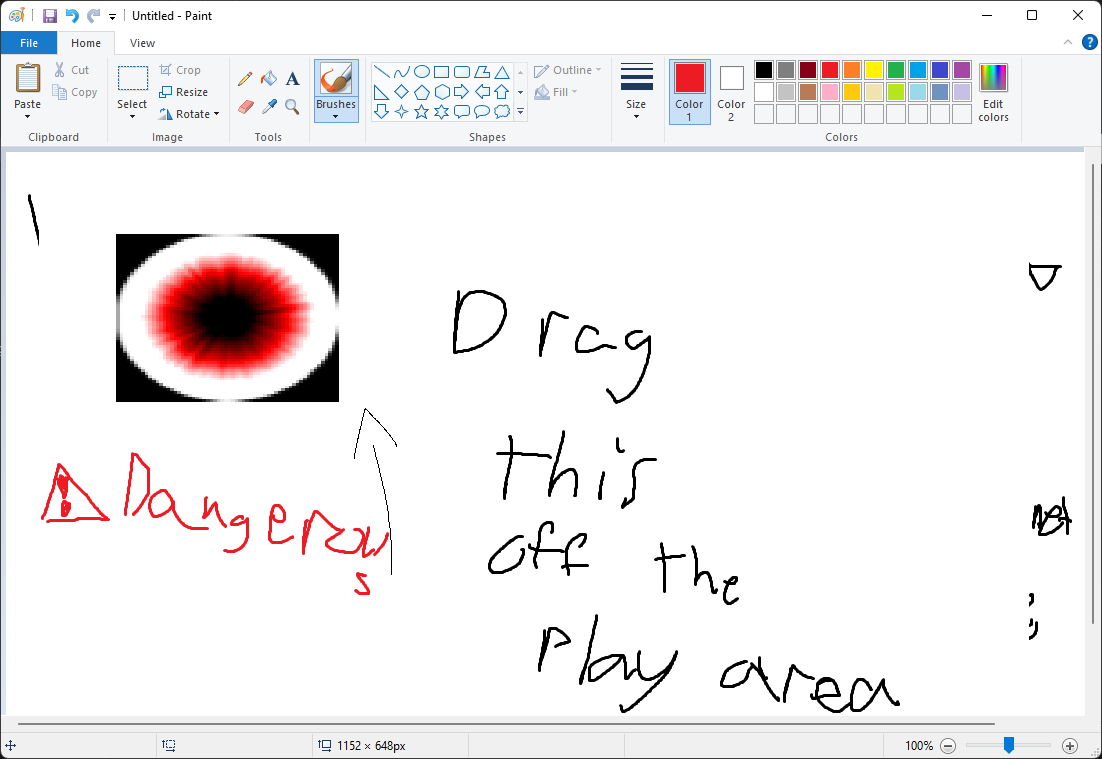 Untitled - Paint
File Home View
Cut
Copy
Paste
Crop
Resize
Rotate
Select
Brushes
Outline
Fill
Size
Color 1
Color 2
Edit colors
Clipboard
Image
Tools
Shapes
Colors
Drag
this
off the
Play area
Dangerou
s
1152 × 648px
100%